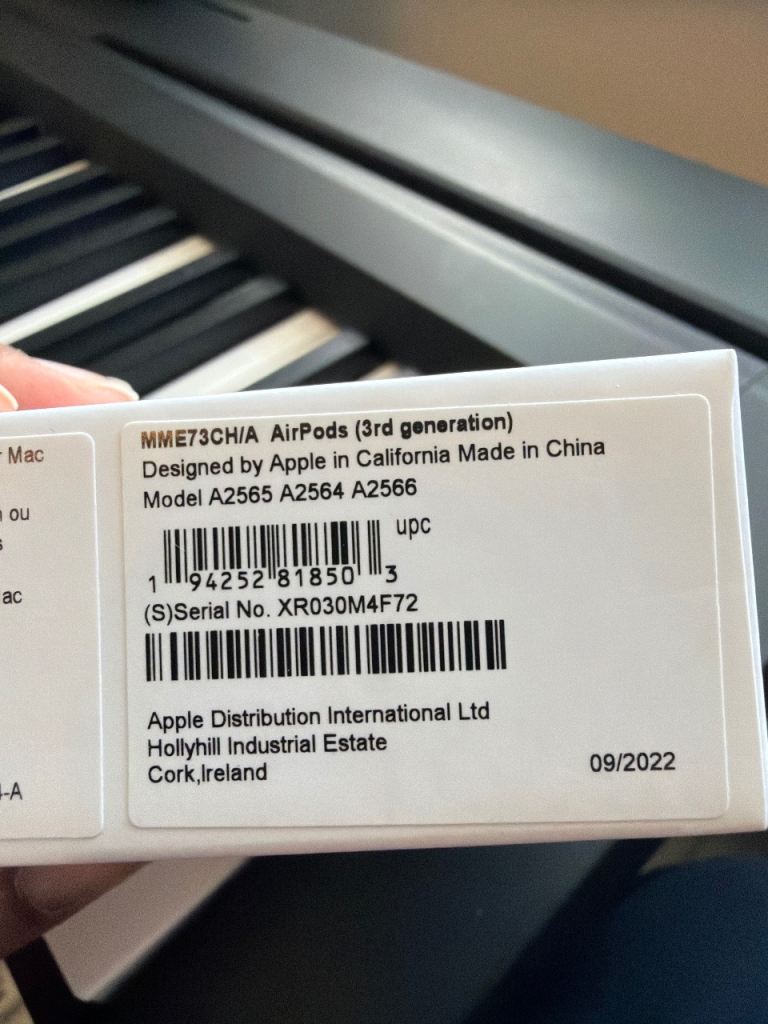 Mac
ou
s
ac
-A
MME73CH/A AirPods (3rd generation)
Designed by Apple in California Made in China
Model A2565 A2564 A2566
upc
1 94252 81850 3
(S)Serial No. XR030M4F72
Apple Distribution International Ltd
Hollyhill Industrial Estate
Cork,Ireland
09/2022